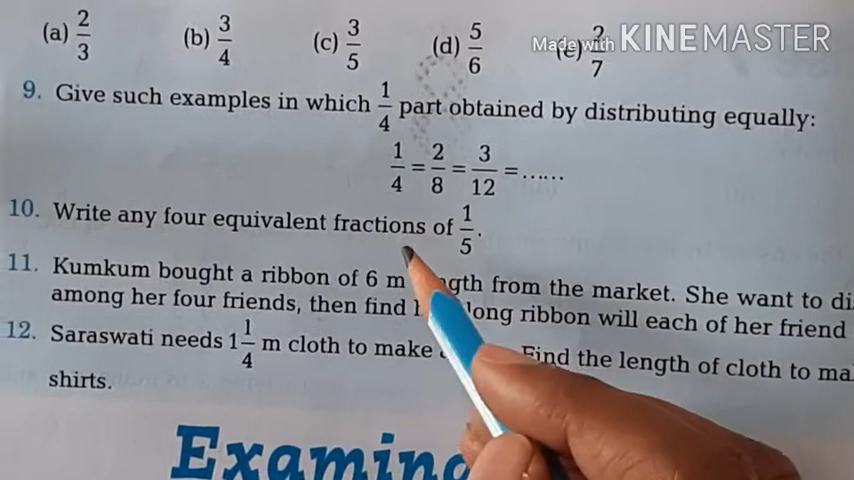 (a) 2/3 (b) 3/4 (c) 3/5 (d) 5/6 (e) 2/7
Made with KINEMASTER
9. Give such examples in which 1/4 part obtained by distributing equally:
1/4 = 2/8 = 3/12 = ......
10. Write any four equivalent fractions of 1/5.
11. Kumkum bought a ribbon of 6 m from the market. She want to
among her four friends, then find long ribbon will each of her friend
12. Saraswati needs 1 1/4 m cloth to make Find the length of cloth to
shirts.